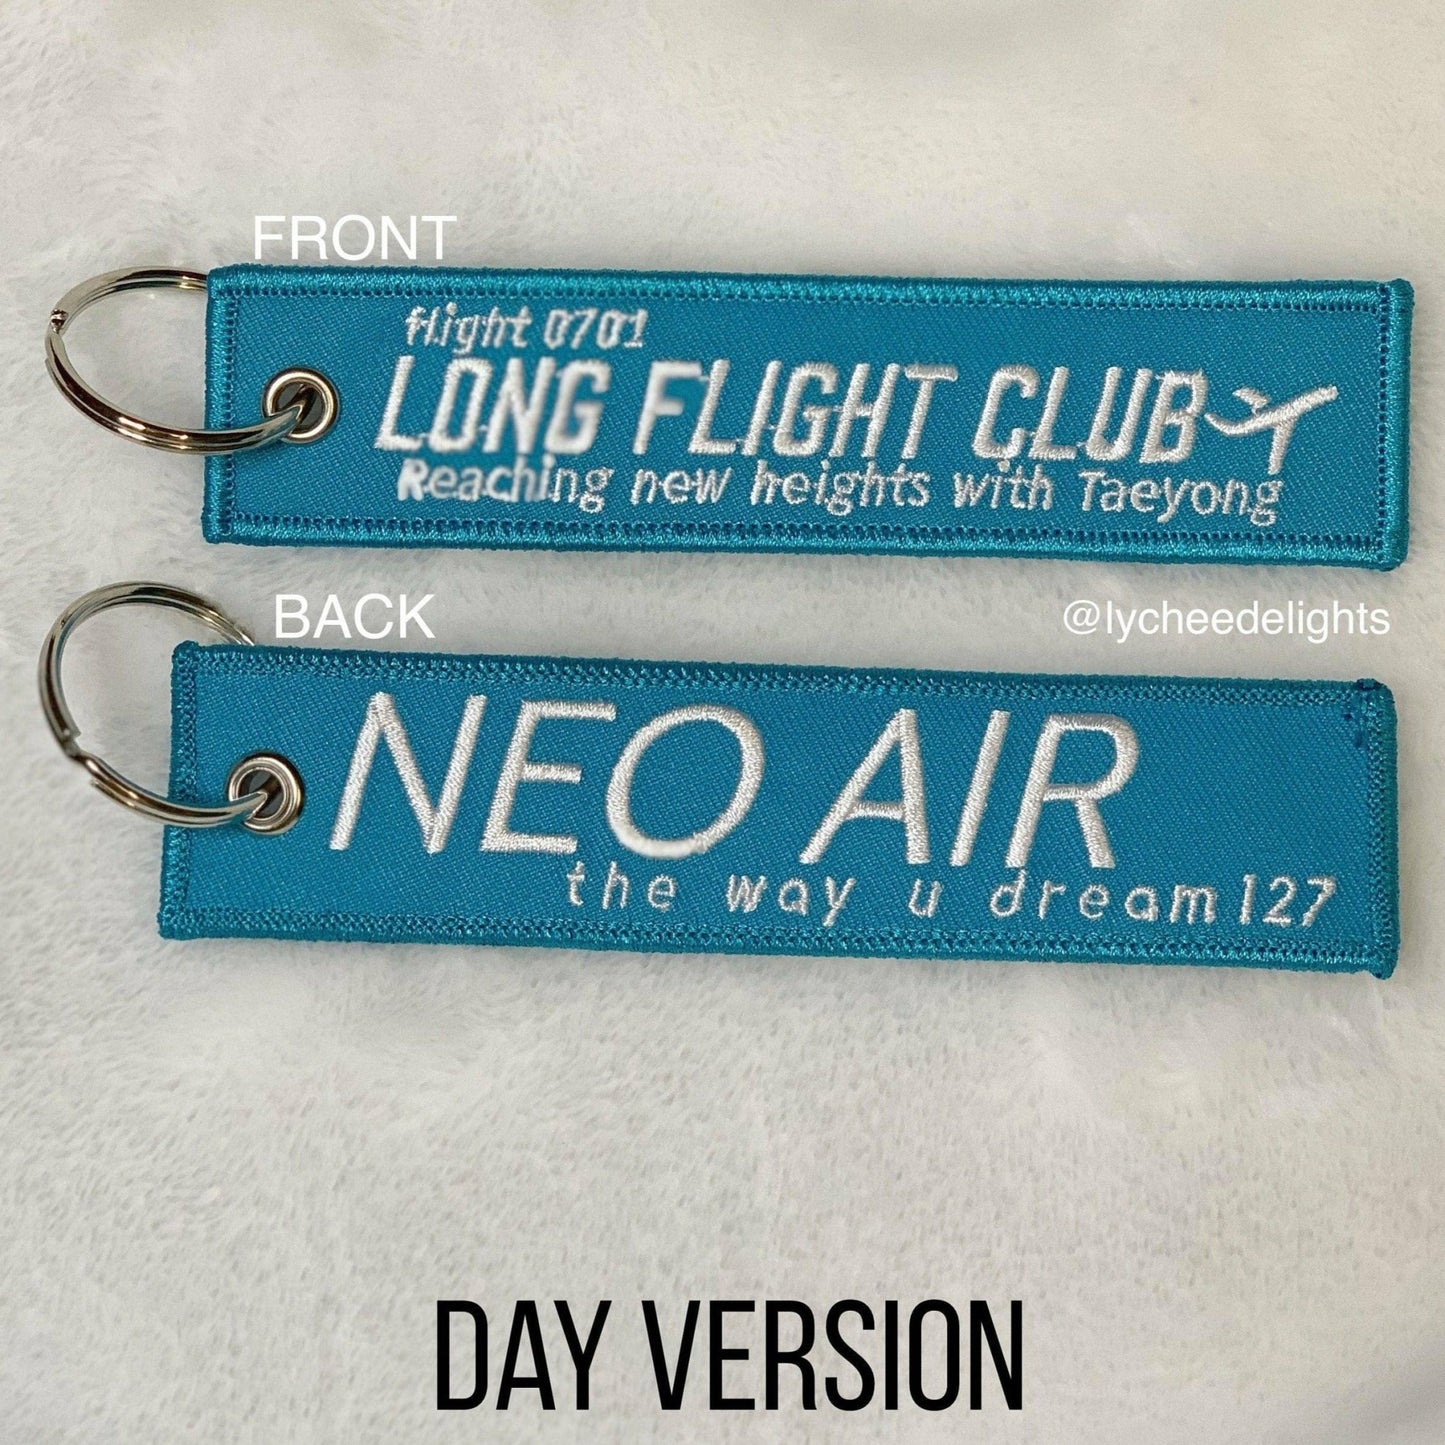 FRONT
flight 0701
LONG FLIGHT CLUB
Reaching new heights with Taeyong
BACK
@lycheedelights
NEO AIR
the way u dream 127
DAY VERSION